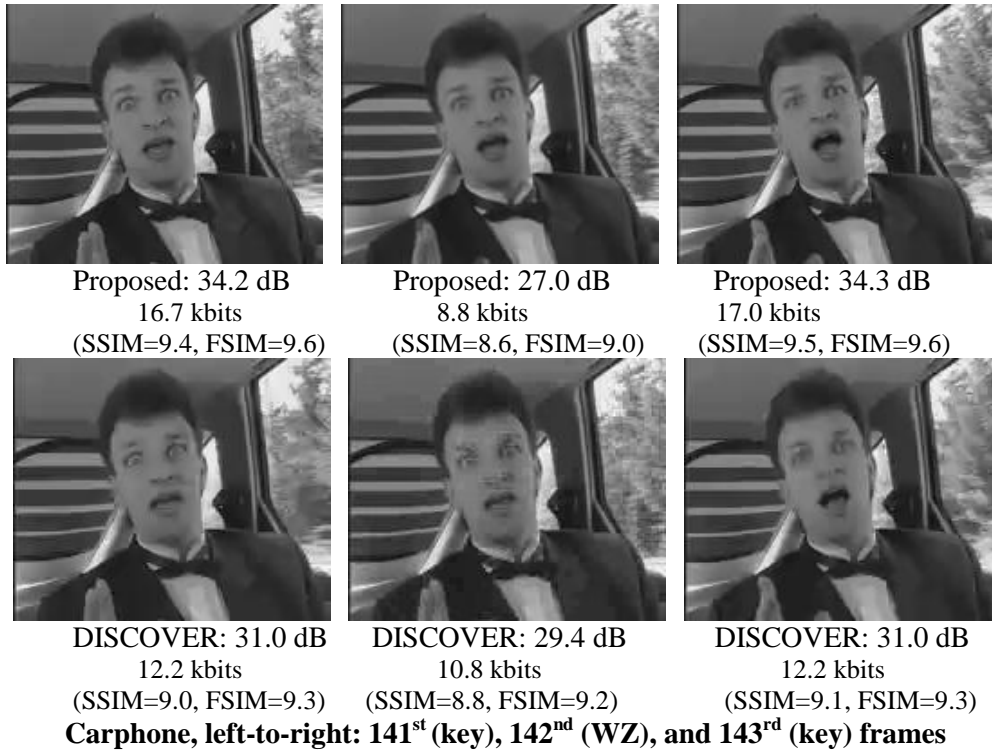 Proposed: 34.2 dB Proposed: 27.0 dB Proposed: 34.3 dB
16.7 kbits 8.8 kbits 17.0 kbits
(SSIM=9.4, FSIM=9.6) (SSIM=8.6, FSIM=9.0) (SSIM=9.5, FSIM=9.6)
DISCOVER: 31.0 dB DISCOVER: 29.4 dB DISCOVER: 31.0 dB
12.2 kbits 10.8 kbits 12.2 kbits
(SSIM=9.0, FSIM=9.3) (SSIM=8.8, FSIM=9.2) (SSIM=9.1, FSIM=9.3)
Carphone, left-to-right: 141st (key), 142nd (WZ), and 143rd (key) frames